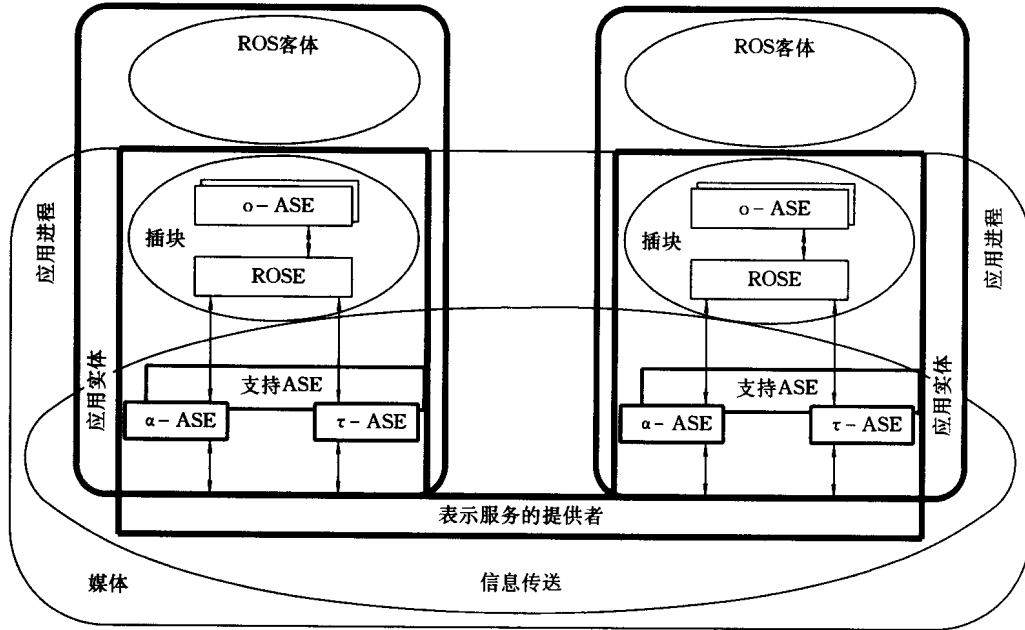 ROS客体
ROS客体
o－ASE
o－ASE
插块
插块
ROSE
ROSE
应用进程
应用进程
应用实体
应用实体
支持ASE
支持ASE
α－ASE
τ－ASE
α－ASE
τ－ASE
表示服务的提供者
媒体
信息传送